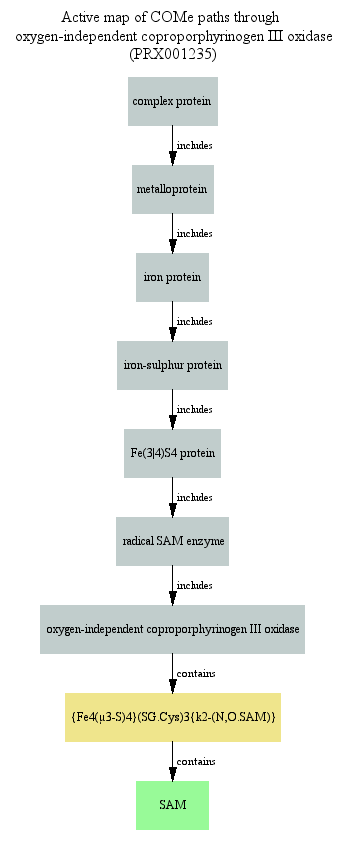 Active map of COMe paths through
oxygen-independent coproporphyrinogen III oxidase
(PRX001235)
complex protein
includes
metalloprotein
includes
iron protein
includes
iron-sulphur protein
includes
Fe(3|4)S4 protein
includes
radical SAM enzyme
includes
oxygen-independent coproporphyrinogen III oxidase
contains
{Fe4(μ3-S)4}(SG.Cys)3{k2-(N,O.SAM)}
contains
SAM